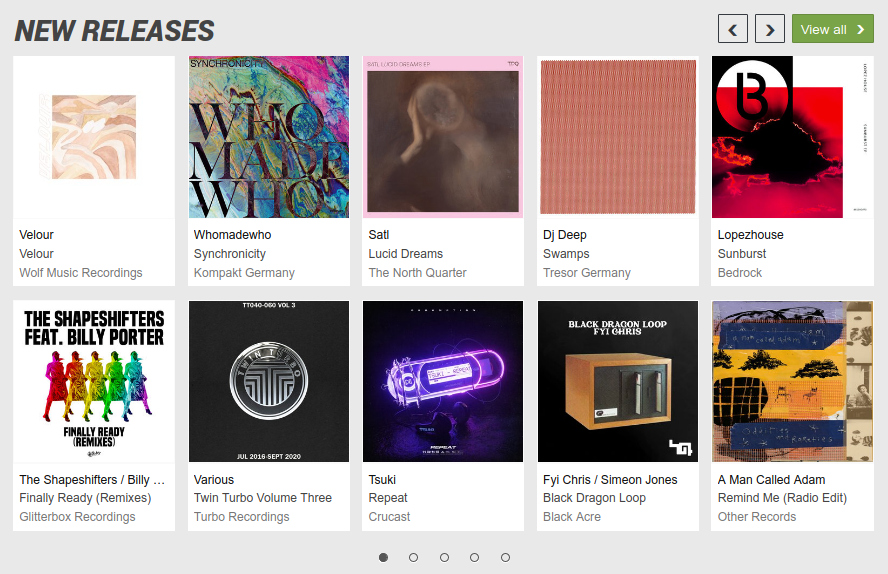 NEW RELEASES
View all
SYNCHRONICITY
WHO
MADE
WHO
SATL LUCID DREAMS EP
Velour
Velour
Wolf Music Recordings
Whomadewho
Synchronicity
Kompakt Germany
Satl
Lucid Dreams
The North Quarter
Dj Deep
Swamps
Tresor Germany
Lopezhouse
Sunburst
Bedrock
THE SHAPESHIFTERS
FEAT. BILLY PORTER
FINALLY READY
(REMIXES)
TT040-060 VOL 3
TWIN TURBO
JUL 2016-SEPT 2020
TSUKI - REPEAT
REPEAT
BLACK DRAGON LOOP
FYI CHRIS
The Shapeshifters / Billy ...
Finally Ready (Remixes)
Glitterbox Recordings
Various
Twin Turbo Volume Three
Turbo Recordings
Tsuki
Repeat
Crucast
Fyi Chris / Simeon Jones
Black Dragon Loop
Black Acre
A Man Called Adam
Remind Me (Radio Edit)
Other Records